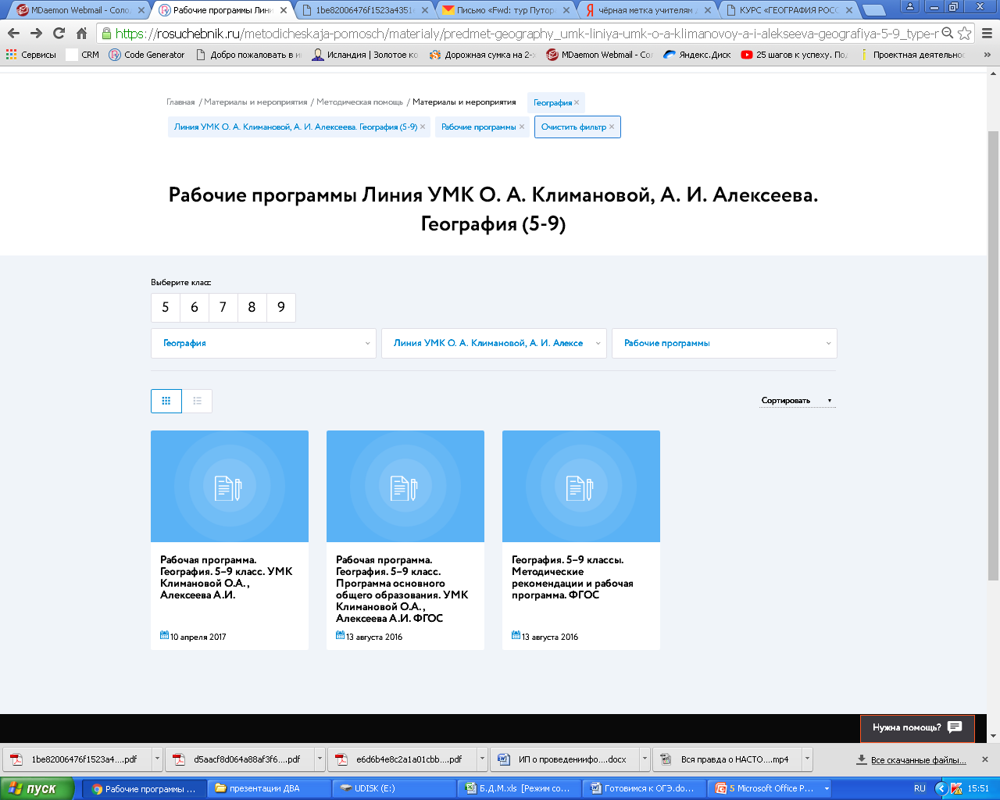 MDaemon Webmail - Соло
Рабочие программы Лини
1be82006476f1523a4351
Письмо «Fwd: тур Путор
чёрная метка учителям
КУРС «ГЕОГРАФИЯ РОСС
https://rosuchebnik.ru/metodicheskaja-pomosch/materialy/predmet-geography_umk-liniya-umk-o-a-klimanovoy-a-i-alekseeva-geografiya-5-9_type-r
Сервисы
CRM
Code Generator
Добро пожаловать в и
Исландия | Золотое ко
Дорожная сумка на 2-
MDaemon Webmail - Со
Яндекс.Диск
25 шагов к успеху. По
Проектная деятельнос
»
Главная / Материалы и мероприятия / Методическая помощь / Материалы и мероприятия География ×
Линия УМК О. А. Климановой, А. И. Алексеева. География (5-9) × Рабочие программы × Очистить фильтр ×
Рабочие программы Линия УМК О. А. Климановой, А. И. Алексеева.
География (5-9)
Выберите класс
5 6 7 8 9
География
Линия УМК О. А. Климановой, А. И. Алексе
Рабочие программы
Сортировать
Рабочая программа.
География. 5–9 класс. УМК
Климановой О.А.,
Алексеева А.И.
10 апреля 2017
Рабочая программа.
География. 5–9 класс.
Программа основного
общего образования. УМК
Климановой О.А.,
Алексеева А.И. ФГОС
13 августа 2016
География. 5–9 классы.
Методические
рекомендации и рабочая
программа. ФГОС
13 августа 2016
Нужна помощь?
1be82006476f1523a4....pdf
d5aacf8d064a88af3f6....pdf
e6d6b4e8c2a1a01cbb....pdf
ИП о проведениифо....docx
Вся правда о НАСТО....mp4
Все скачанные файлы...
пуск
Рабочие программы ...
презентации ДВА
UDISK (E:)
Б.Д.М.xls [Режим со...
Готовимся к ОГЭ.do...
5 Microsoft Office P...
RU
15:51